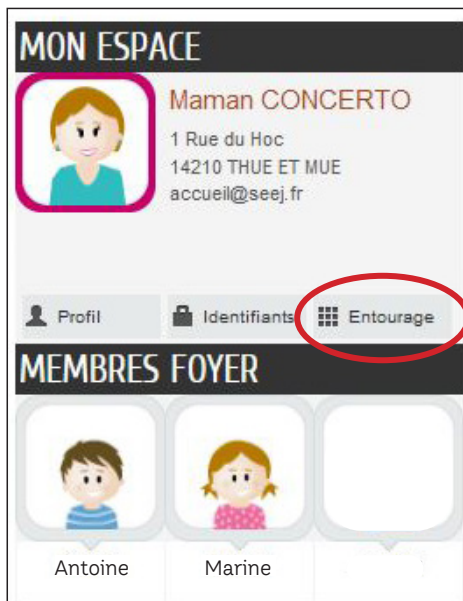 MON ESPACE
Maman CONCERTO
1 Rue du Hoc
14210 THUE ET MUE
accueil@seej.fr
Profil Identifiants Entourage
MEMBRES FOYER
Antoine Marine